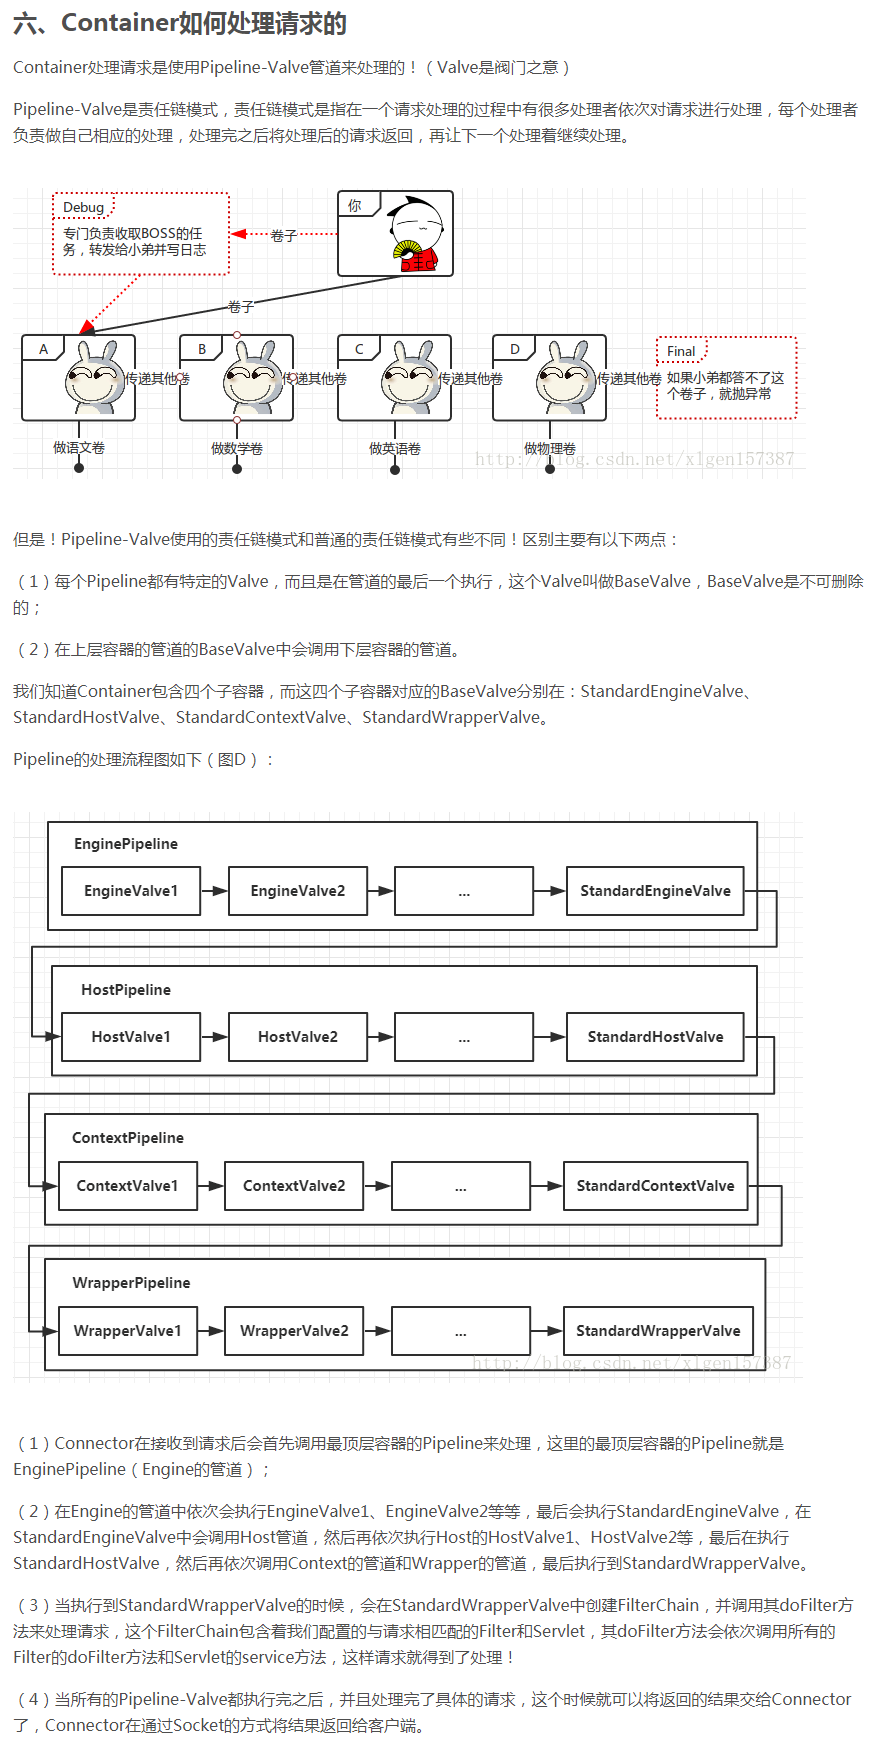 六、Container如何处理请求的
Container处理请求是使用Pipeline-Valve管道来处理的！（Valve是阀门之意）
Pipeline-Valve是责任链模式，责任链模式是指在一个请求处理的过程中有很多处理者依次对请求进行处理，每个处理者
负责做自己相应的处理，处理完之后将处理后的请求返回，再让下一个处理着继续处理。
Debug
专门负责收取BOSS的任
务，转发给小弟并写日志
卷子
你
卷子
A
传递其他卷
B
传递其他卷
C
传递其他卷
D
传递其他卷
Final
如果小弟都答不了这
个卷子，就抛异常
做语文卷
做数学卷
做英语卷
做物理卷
http://blog.csdn.net/xlgen157387
但是！Pipeline-Valve使用的责任链模式和普通的责任链模式有些不同！区别主要有以下两点：
（1）每个Pipeline都有特定的Valve，而且是在管道的最后一个执行，这个Valve叫做BaseValve，BaseValve是不可删除
的；
（2）在上层容器的管道的BaseValve中会调用下层容器的管道。
我们知道Container包含四个子容器，而这四个子容器对应的BaseValve分别在：StandardEngineValve、
StandardHostValve、StandardContextValve、StandardWrapperValve。
Pipeline的处理流程图如下（图D）：
EnginePipeline
EngineValve1
EngineValve2
...
StandardEngineValve
HostPipeline
HostValve1
HostValve2
...
StandardHostValve
ContextPipeline
ContextValve1
ContextValve2
...
StandardContextValve
WrapperPipeline
WrapperValve1
WrapperValve2
...
StandardWrapperValve
http://blog.csdn.net/xlgen157387
（1）Connector在接收到请求后会首先调用最顶层容器的Pipeline来处理，这里的最顶层容器的Pipeline就是
EnginePipeline（Engine的管道）；
（2）在Engine的管道中依次会执行EngineValve1、EngineValve2等等，最后会执行StandardEngineValve，在
StandardEngineValve中会调用Host管道，然后再依次执行Host的HostValve1、HostValve2等，最后在执行
StandardHostValve，然后再依次调用Context的管道和Wrapper的管道，最后执行到StandardWrapperValve。
（3）当执行到StandardWrapperValve的时候，会在StandardWrapperValve中创建FilterChain，并调用其doFilter方
法来处理请求，这个FilterChain包含着我们配置的与请求相匹配的Filter和Servlet，其doFilter方法会依次调用所有的
Filter的doFilter方法和Servlet的service方法，这样请求就得到了处理！
（4）当所有的Pipeline-Valve都执行完之后，并且处理完了具体的请求，这个时候就可以将返回的结果交给Connector
了，Connector在通过Socket的方式将结果返回给客户端。